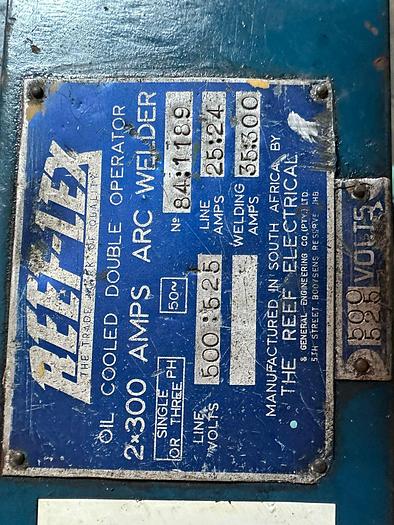 REEF-LEX
THE TRADE MARK OF QUALITY
OIL COOLED DOUBLE OPERATOR
2×300 AMPS ARC WELDER
SINGLE OR THREE PH
50~
No 84:1189
LINE VOLTS 500:525
LINE AMPS 25:24
WELDING AMPS 35:300
MANUFACTURED IN SOUTH AFRICA BY
THE REEF ELECTRICAL
& GENERAL ENGINEERING CO (PTY) LTD.
5TH STREET BOOYSENS RESERVE JHB
500
525
VOLTS